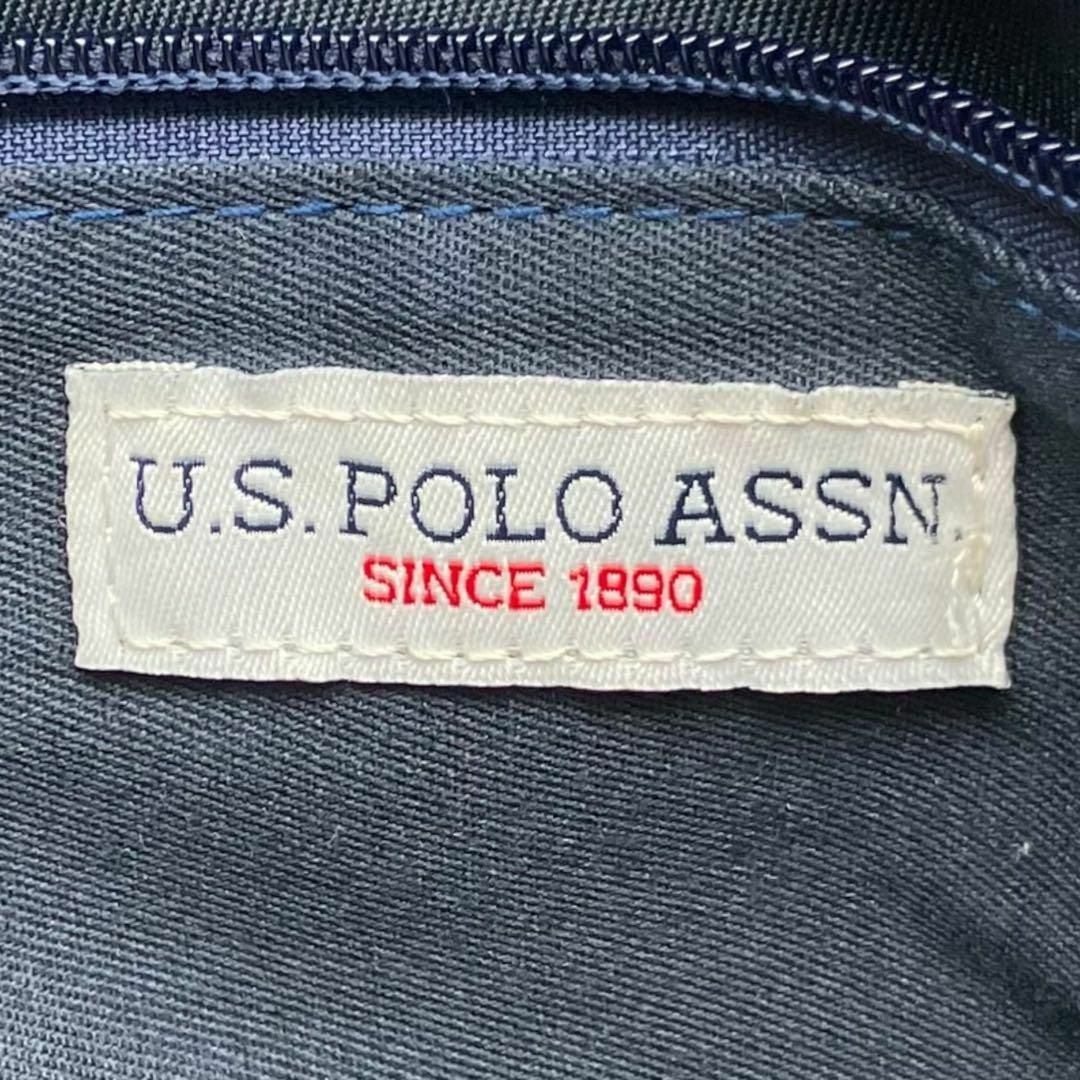 U.S. POLO ASSN.
SINCE 1890